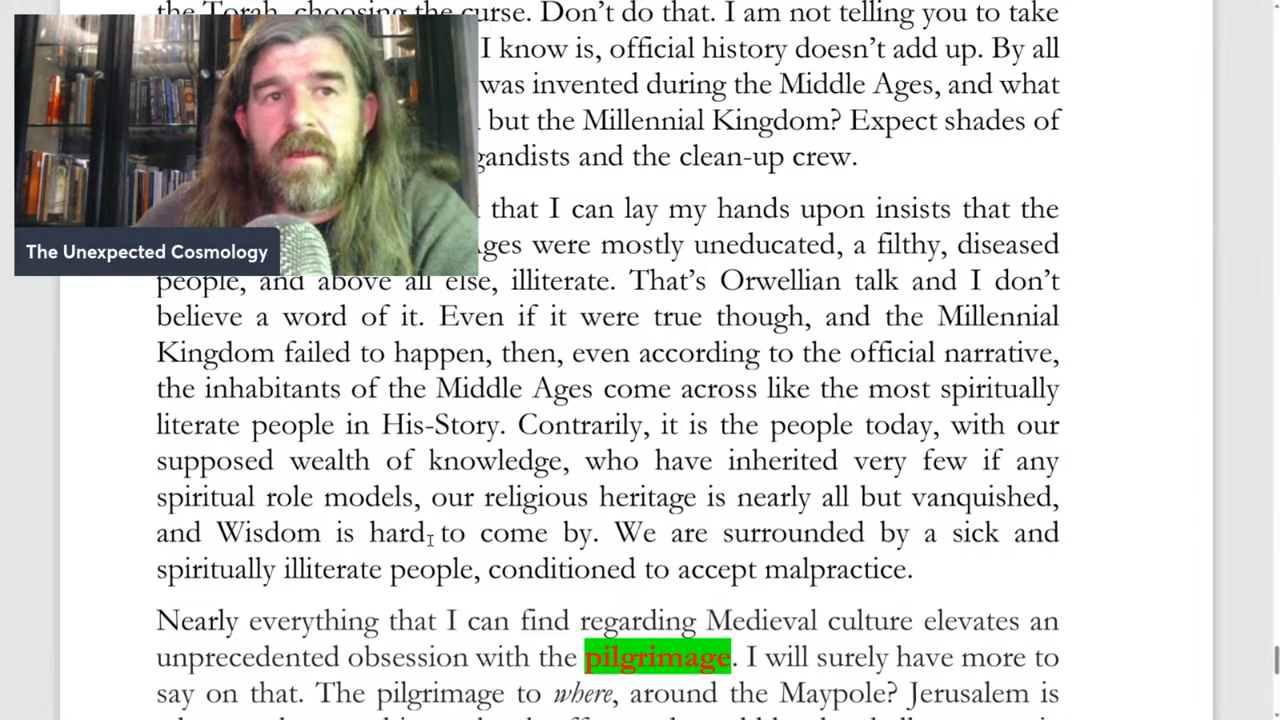 the Torah, choosing the curse. Don't do that. I am not telling you to take
I know is, official history doesn't add up. By all
was invented during the Middle Ages, and what
but the Millennial Kingdom? Expect shades of
gandists and the clean-up crew.
that I can lay my hands upon insists that the
Ages were mostly uneducated, a filthy, diseased
The Unexpected Cosmology
people, and above all else, illiterate. That's Orwellian talk and I don't
believe a word of it. Even if it were true though, and the Millennial
Kingdom failed to happen, then, even according to the official narrative,
the inhabitants of the Middle Ages come across like the most spiritually
literate people in His-Story. Contrarily, it is the people today, with our
supposed wealth of knowledge, who have inherited very few if any
spiritual role models, our religious heritage is nearly all but vanquished,
and Wisdom is hard to come by. We are surrounded by a sick and
spiritually illiterate people, conditioned to accept malpractice.
Nearly everything that I can find regarding Medieval culture elevates an
unprecedented obsession with the pilgrimage. I will surely have more to
say on that. The pilgrimage to where, around the Maypole? Jerusalem is